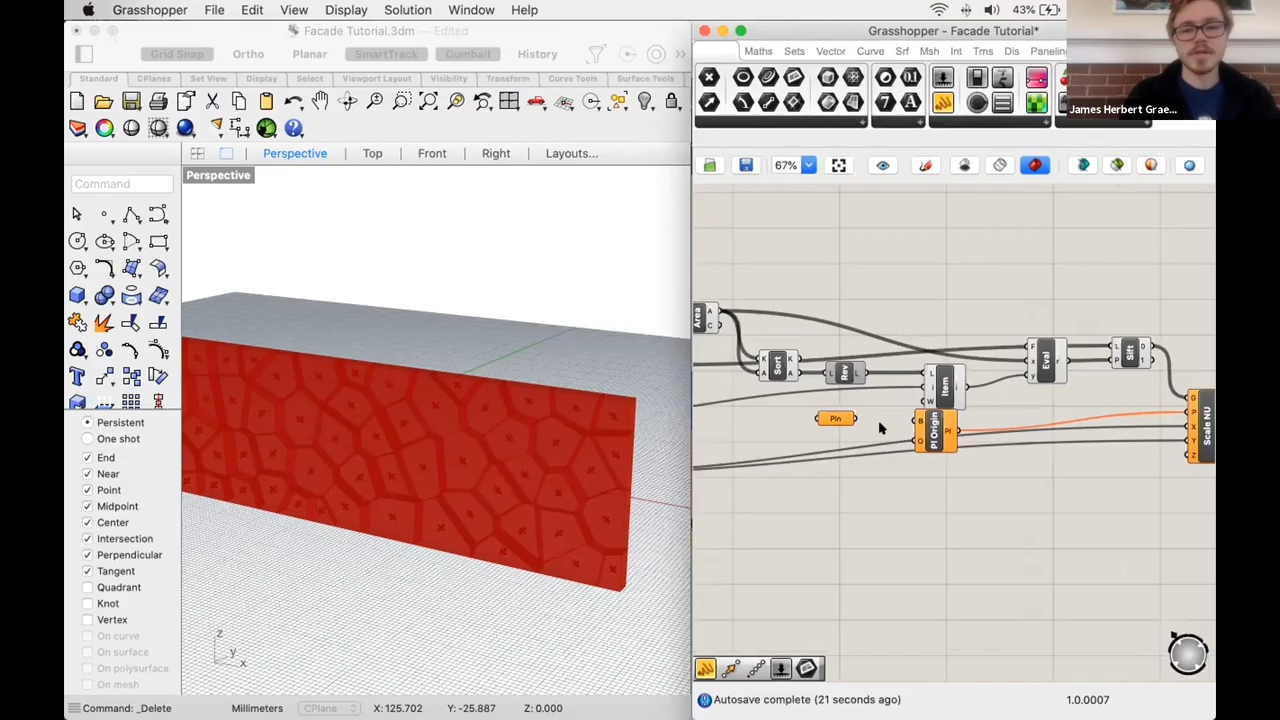 Grasshopper File Edit View Display Solution Window Help 43%
Facade Tutorial.3dm — Edited
Grid Snap Ortho Planar SmartTrack Gumball History
Standard CPlanes Set View Display Select Viewport Layout Visibility Transform Curve Tools Surface Tools
Perspective Top Front Right Layouts...
Perspective
Command
Persistent
One shot
End
Near
Point
Midpoint
Center
Intersection
Perpendicular
Tangent
Quadrant
Knot
Vertex
On curve
On surface
On polysurface
On mesh
z
y
x
Command: _Delete Millimeters CPlane X: 125.702 Y: -25.887 Z: 0.000
Grasshopper - Facade Tutorial*
Maths Sets Vector Curve Srf Msh Int Trns Dis Paneling
James Herbert Grae...
67%
Area
A
C
Sort
K
A
K
A
Rev
L
L
Item
L
i
W
i
Pln
Pl Origin
B
O
Pl
Eval
F
x
y
r
Sift
L
P
0
1
Scale NU
G
P
X
Y
Z
Autosave complete (21 seconds ago) 1.0.0007